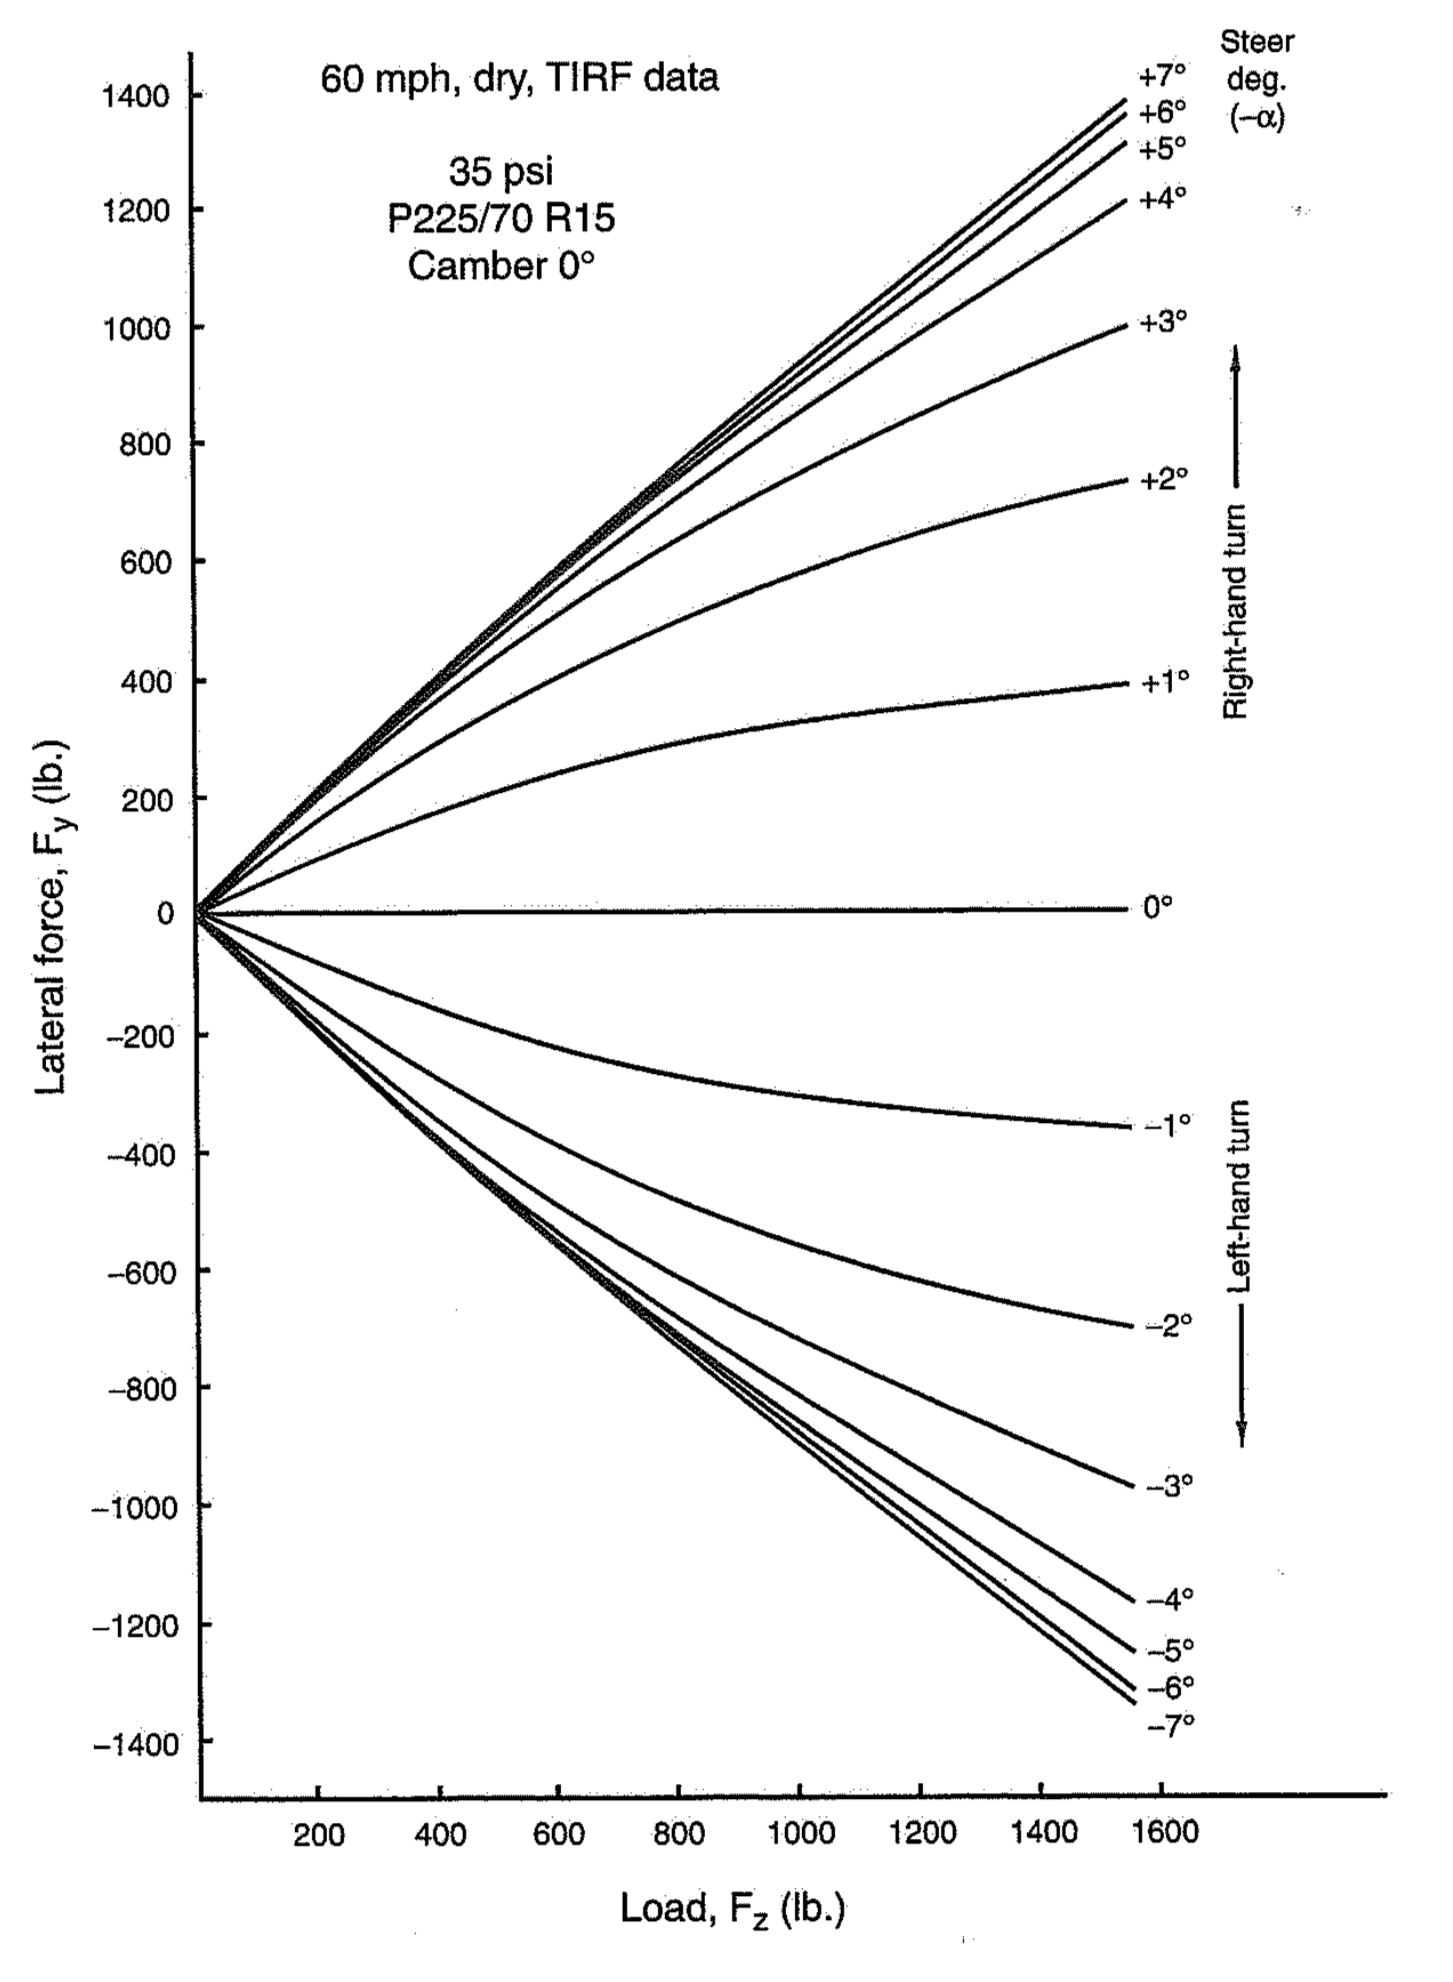 60 mph, dry, TIRF data
35 psi
P225/70 R15
Camber 0°
Steer
deg.
(–α)
+7°
+6°
+5°
+4°
+3°
+2°
+1°
0°
–1°
–2°
–3°
–4°
–5°
–6°
–7°
Right-hand turn
Left-hand turn
Lateral force, Fy (lb.)
1400
1200
1000
800
600
400
200
0
–200
–400
–600
–800
–1000
–1200
–1400
200 400 600 800 1000 1200 1400 1600
Load, Fz (lb.)